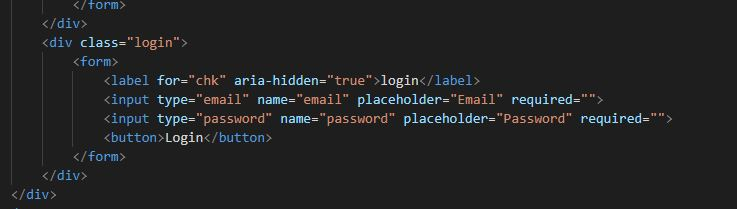 </form>
</div>
<div class="login">
<form>
<label for="chk" aria-hidden="true">login</label>
<input type="email" name="email" placeholder="Email" required="">
<input type="password" name="password" placeholder="Password" required="">
<button>Login</button>
</form>
</div>
</div>